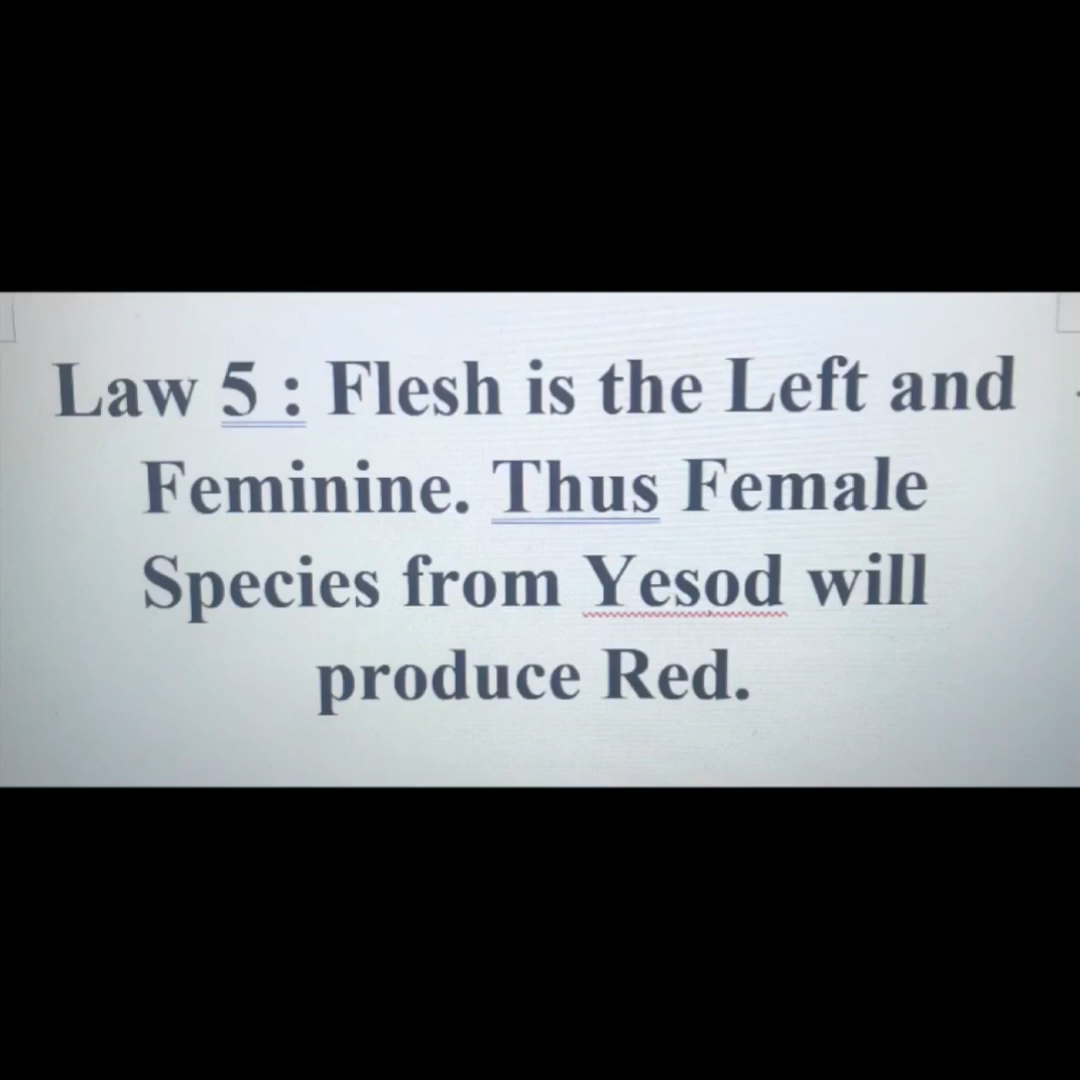 Law 5 : Flesh is the Left and
Feminine. Thus Female
Species from Yesod will
produce Red.